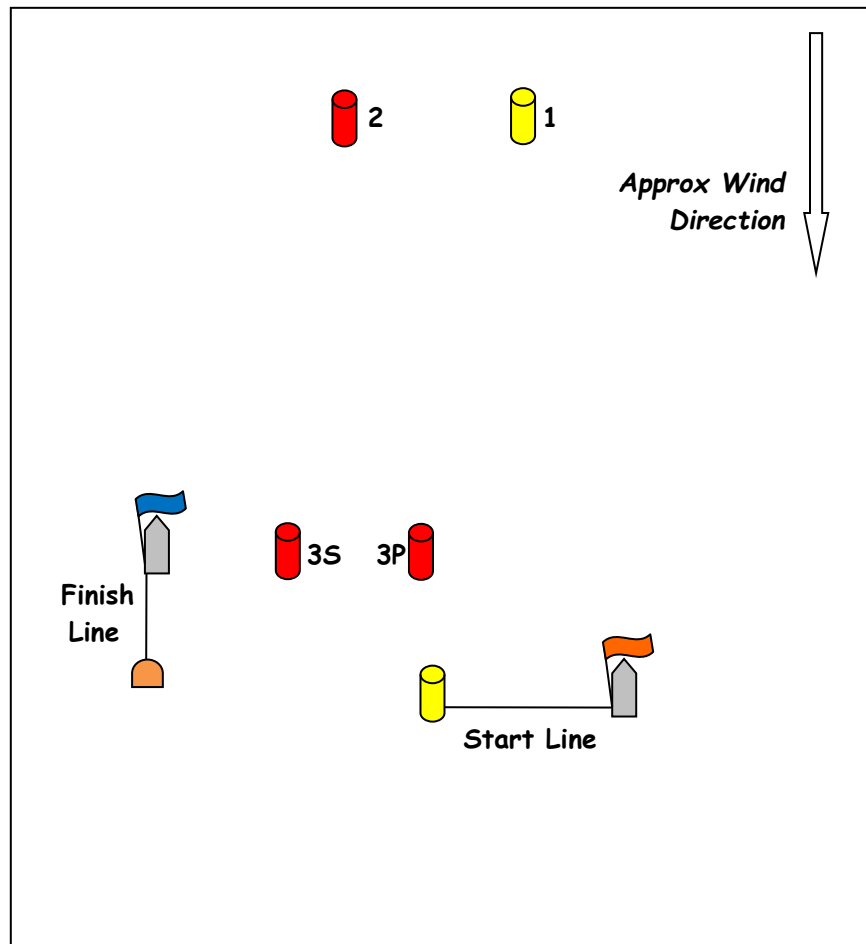 2
1
Approx Wind
Direction
3S
3P
Finish
Line
Start Line